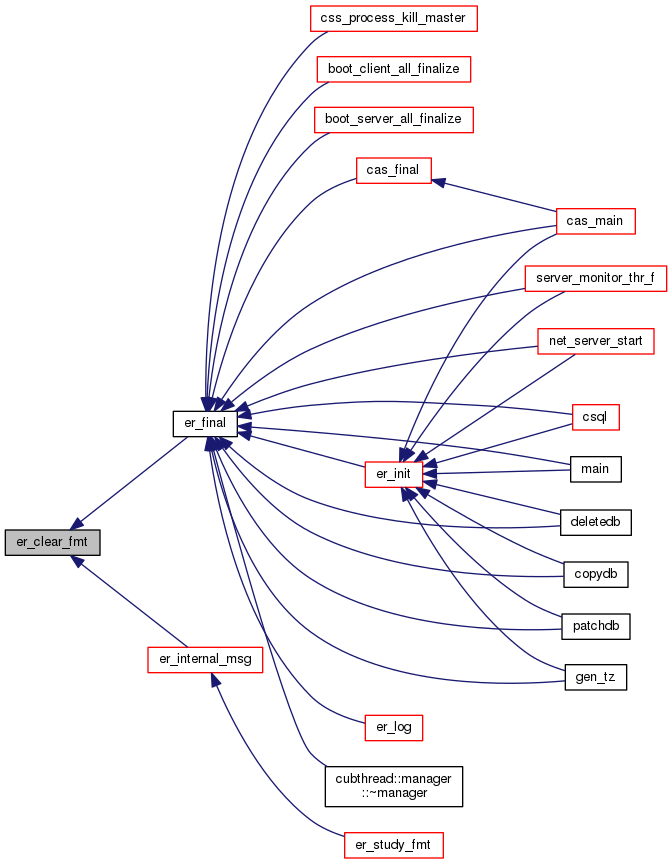 css_process_kill_master
boot_client_all_finalize
boot_server_all_finalize
cas_final
cas_main
server_monitor_thr_f
net_server_start
csql
er_final
main
er_init
deletedb
er_clear_fmt
copydb
patchdb
er_internal_msg
gen_tz
er_log
cubthread::manager
::~manager
er_study_fmt